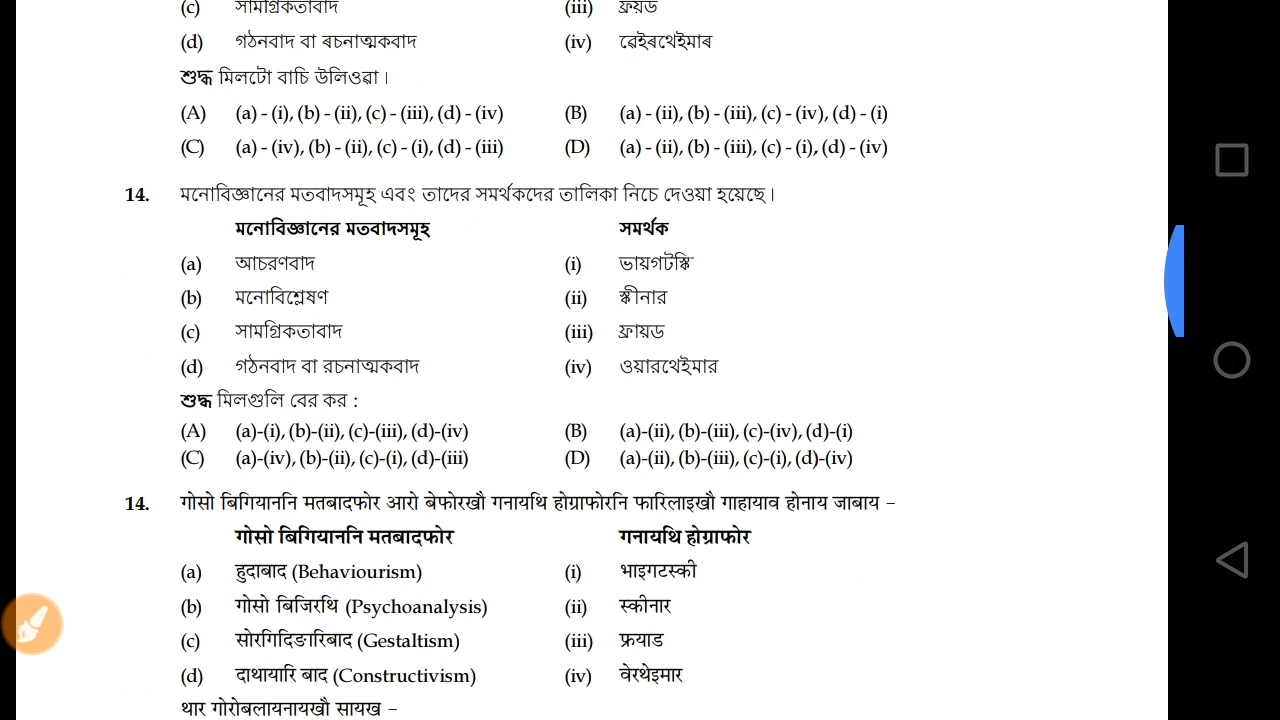 (c) সামগ্ৰিকতাবাদ (iii) ফ্ৰয়ড
(d) গঠনবাদ বা ৰচনাত্মকবাদ (iv) ৱেইৰথেইমাৰ
শুদ্ধ মিলটো বাচি উলিওৱা।
(A) (a) - (i), (b) - (ii), (c) - (iii), (d) - (iv) (B) (a) - (ii), (b) - (iii), (c) - (iv), (d) - (i)
(C) (a) - (iv), (b) - (ii), (c) - (i), (d) - (iii) (D) (a) - (ii), (b) - (iii), (c) - (i), (d) - (iv)
14. মনোবিজ্ঞানের মতবাদসমূহ এবং তাদের সমর্থকদের তালিকা নিচে দেওয়া হয়েছে।
মনোবিজ্ঞানের মতবাদসমূহ সমর্থক
(a) আচরণবাদ (i) ভায়গটস্কি
(b) মনোবিশ্লেষণ (ii) স্কীনার
(c) সামগ্রিকতাবাদ (iii) ফ্রায়ড
(d) গঠনবাদ বা রচনাত্মকবাদ (iv) ওয়ারথেইমার
শুদ্ধ মিলগুলি বের কর :
(A) (a)-(i), (b)-(ii), (c)-(iii), (d)-(iv) (B) (a)-(ii), (b)-(iii), (c)-(iv), (d)-(i)
(C) (a)-(iv), (b)-(ii), (c)-(i), (d)-(iii) (D) (a)-(ii), (b)-(iii), (c)-(i), (d)-(iv)
14. गोसो बिगियाननि मतबादफोर आरो बेफोरखौ गनायथि होग्राफोरनि फारिलाइखौ गाहायाव होनाय जाबाय –
गोसो बिगियाननि मतबादफोर गनायथि होग्राफोर
(a) हुदाबाद (Behaviourism) (i) भाइगटस्की
(b) गोसो बिजिरथि (Psychoanalysis) (ii) स्कीनार
(c) सोरगिदिङारिबाद (Gestaltism) (iii) फ्रयाड
(d) दाथायारि बाद (Constructivism) (iv) वेरथेइमार
थार गोरोबलायनायखौ सायख –